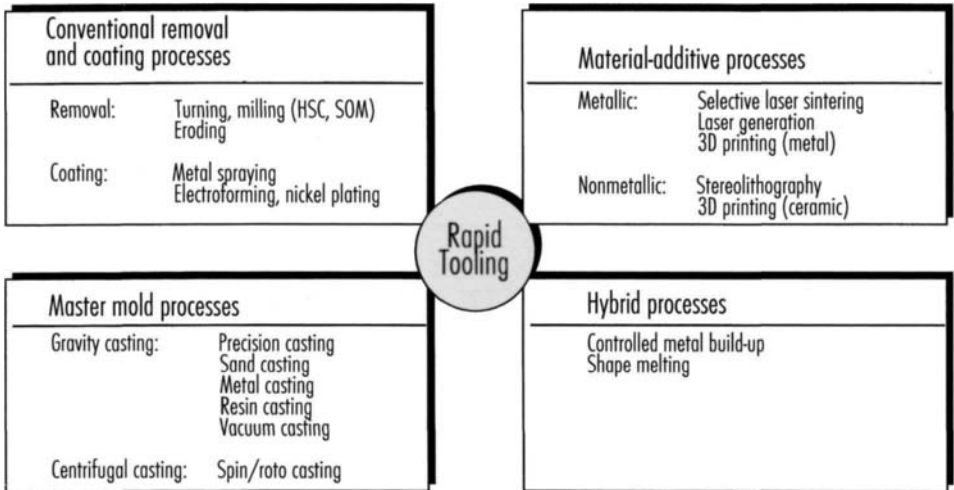 Conventional removal
and coating processes
Removal: Turning, milling (HSC, SOM)
Eroding
Coating: Metal spraying
Electroforming, nickel plating
Material-additive processes
Metallic: Selective laser sintering
Laser generation
3D printing (metal)
Nonmetallic: Stereolithography
3D printing (ceramic)
Rapid
Tooling
Master mold processes
Gravity casting: Precision casting
Sand casting
Metal casting
Resin casting
Vacuum casting
Centrifugal casting: Spin/roto casting
Hybrid processes
Controlled metal build-up
Shape melting